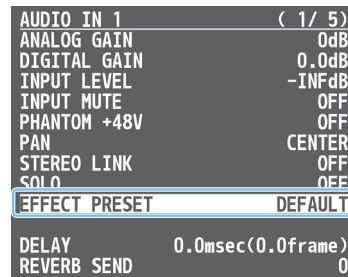 AUDIO IN 1 ( 1/ 5)
ANALOG GAIN 0dB
DIGITAL GAIN 0.0dB
INPUT LEVEL -INFdB
INPUT MUTE OFF
PHANTOM +48V OFF
PAN CENTER
STEREO LINK OFF
SOLO OFF
EFFECT PRESET DEFAULT
DELAY 0.0msec(0.0frame)
REVERB SEND 0